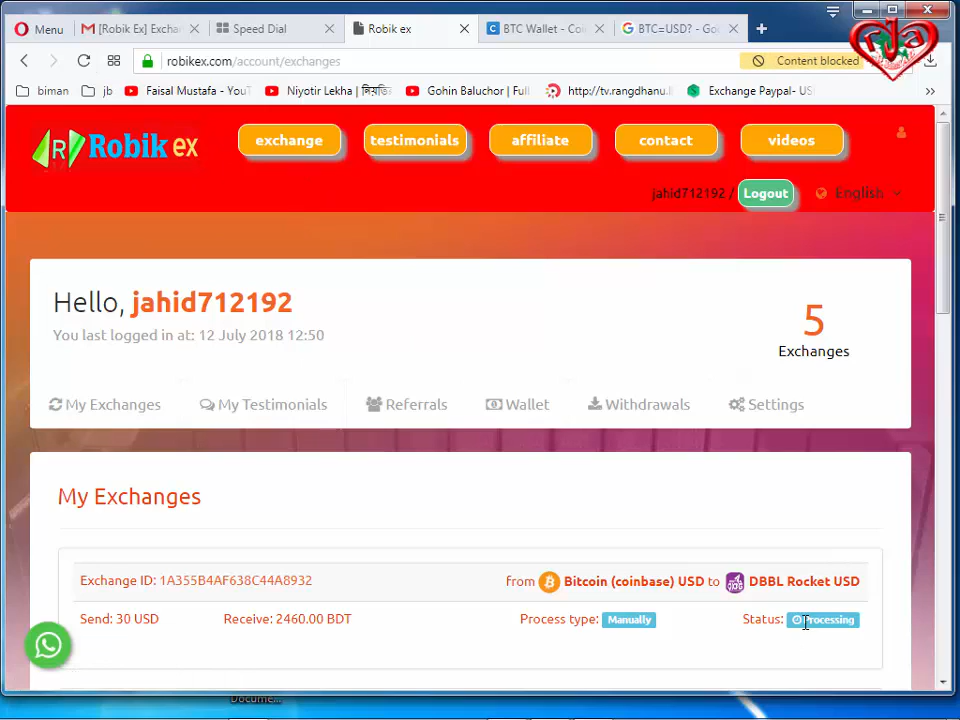 Menu
[Robik Ex] Excha
Speed Dial
Robik ex
BTC Wallet - Coi
BTC=USD? - Go
robikex.com/account/exchanges
Content blocked
biman
jb
Faisal Mustafa - You
Niyotir Lekha | নিয়তি
Gohin Baluchor | Full
http://tv.rangdhanu.l
Exchange Paypal- US
Robik ex
exchange
testimonials
affiliate
contact
videos
jahid712192 / Logout
English
Hello, jahid712192
You last logged in at: 12 July 2018 12:50
5
Exchanges
My Exchanges
My Testimonials
Referrals
Wallet
Withdrawals
Settings
My Exchanges
Exchange ID: 1A355B4AF638C44A8932
from Bitcoin (coinbase) USD to DBBL Rocket USD
Send: 30 USD
Receive: 2460.00 BDT
Process type: Manually
Status: Processing
Docume...